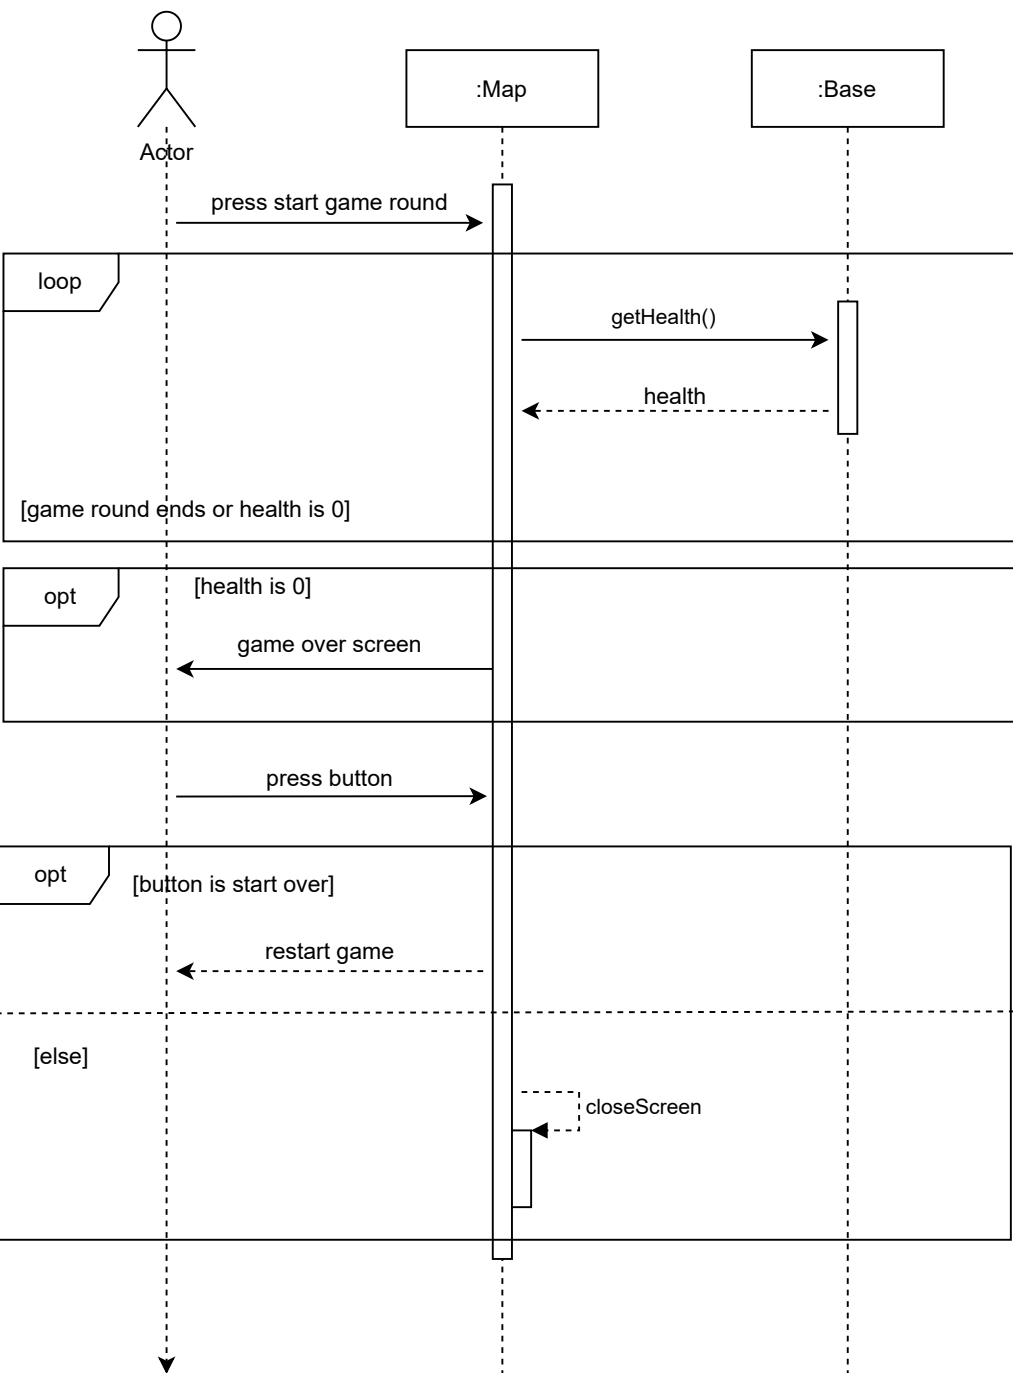 :Map
:Base
Actor
press start game round
loop
getHealth()
health
[game round ends or health is 0]
opt
[health is 0]
game over screen
press button
opt
[button is start over]
restart game
[else]
closeScreen